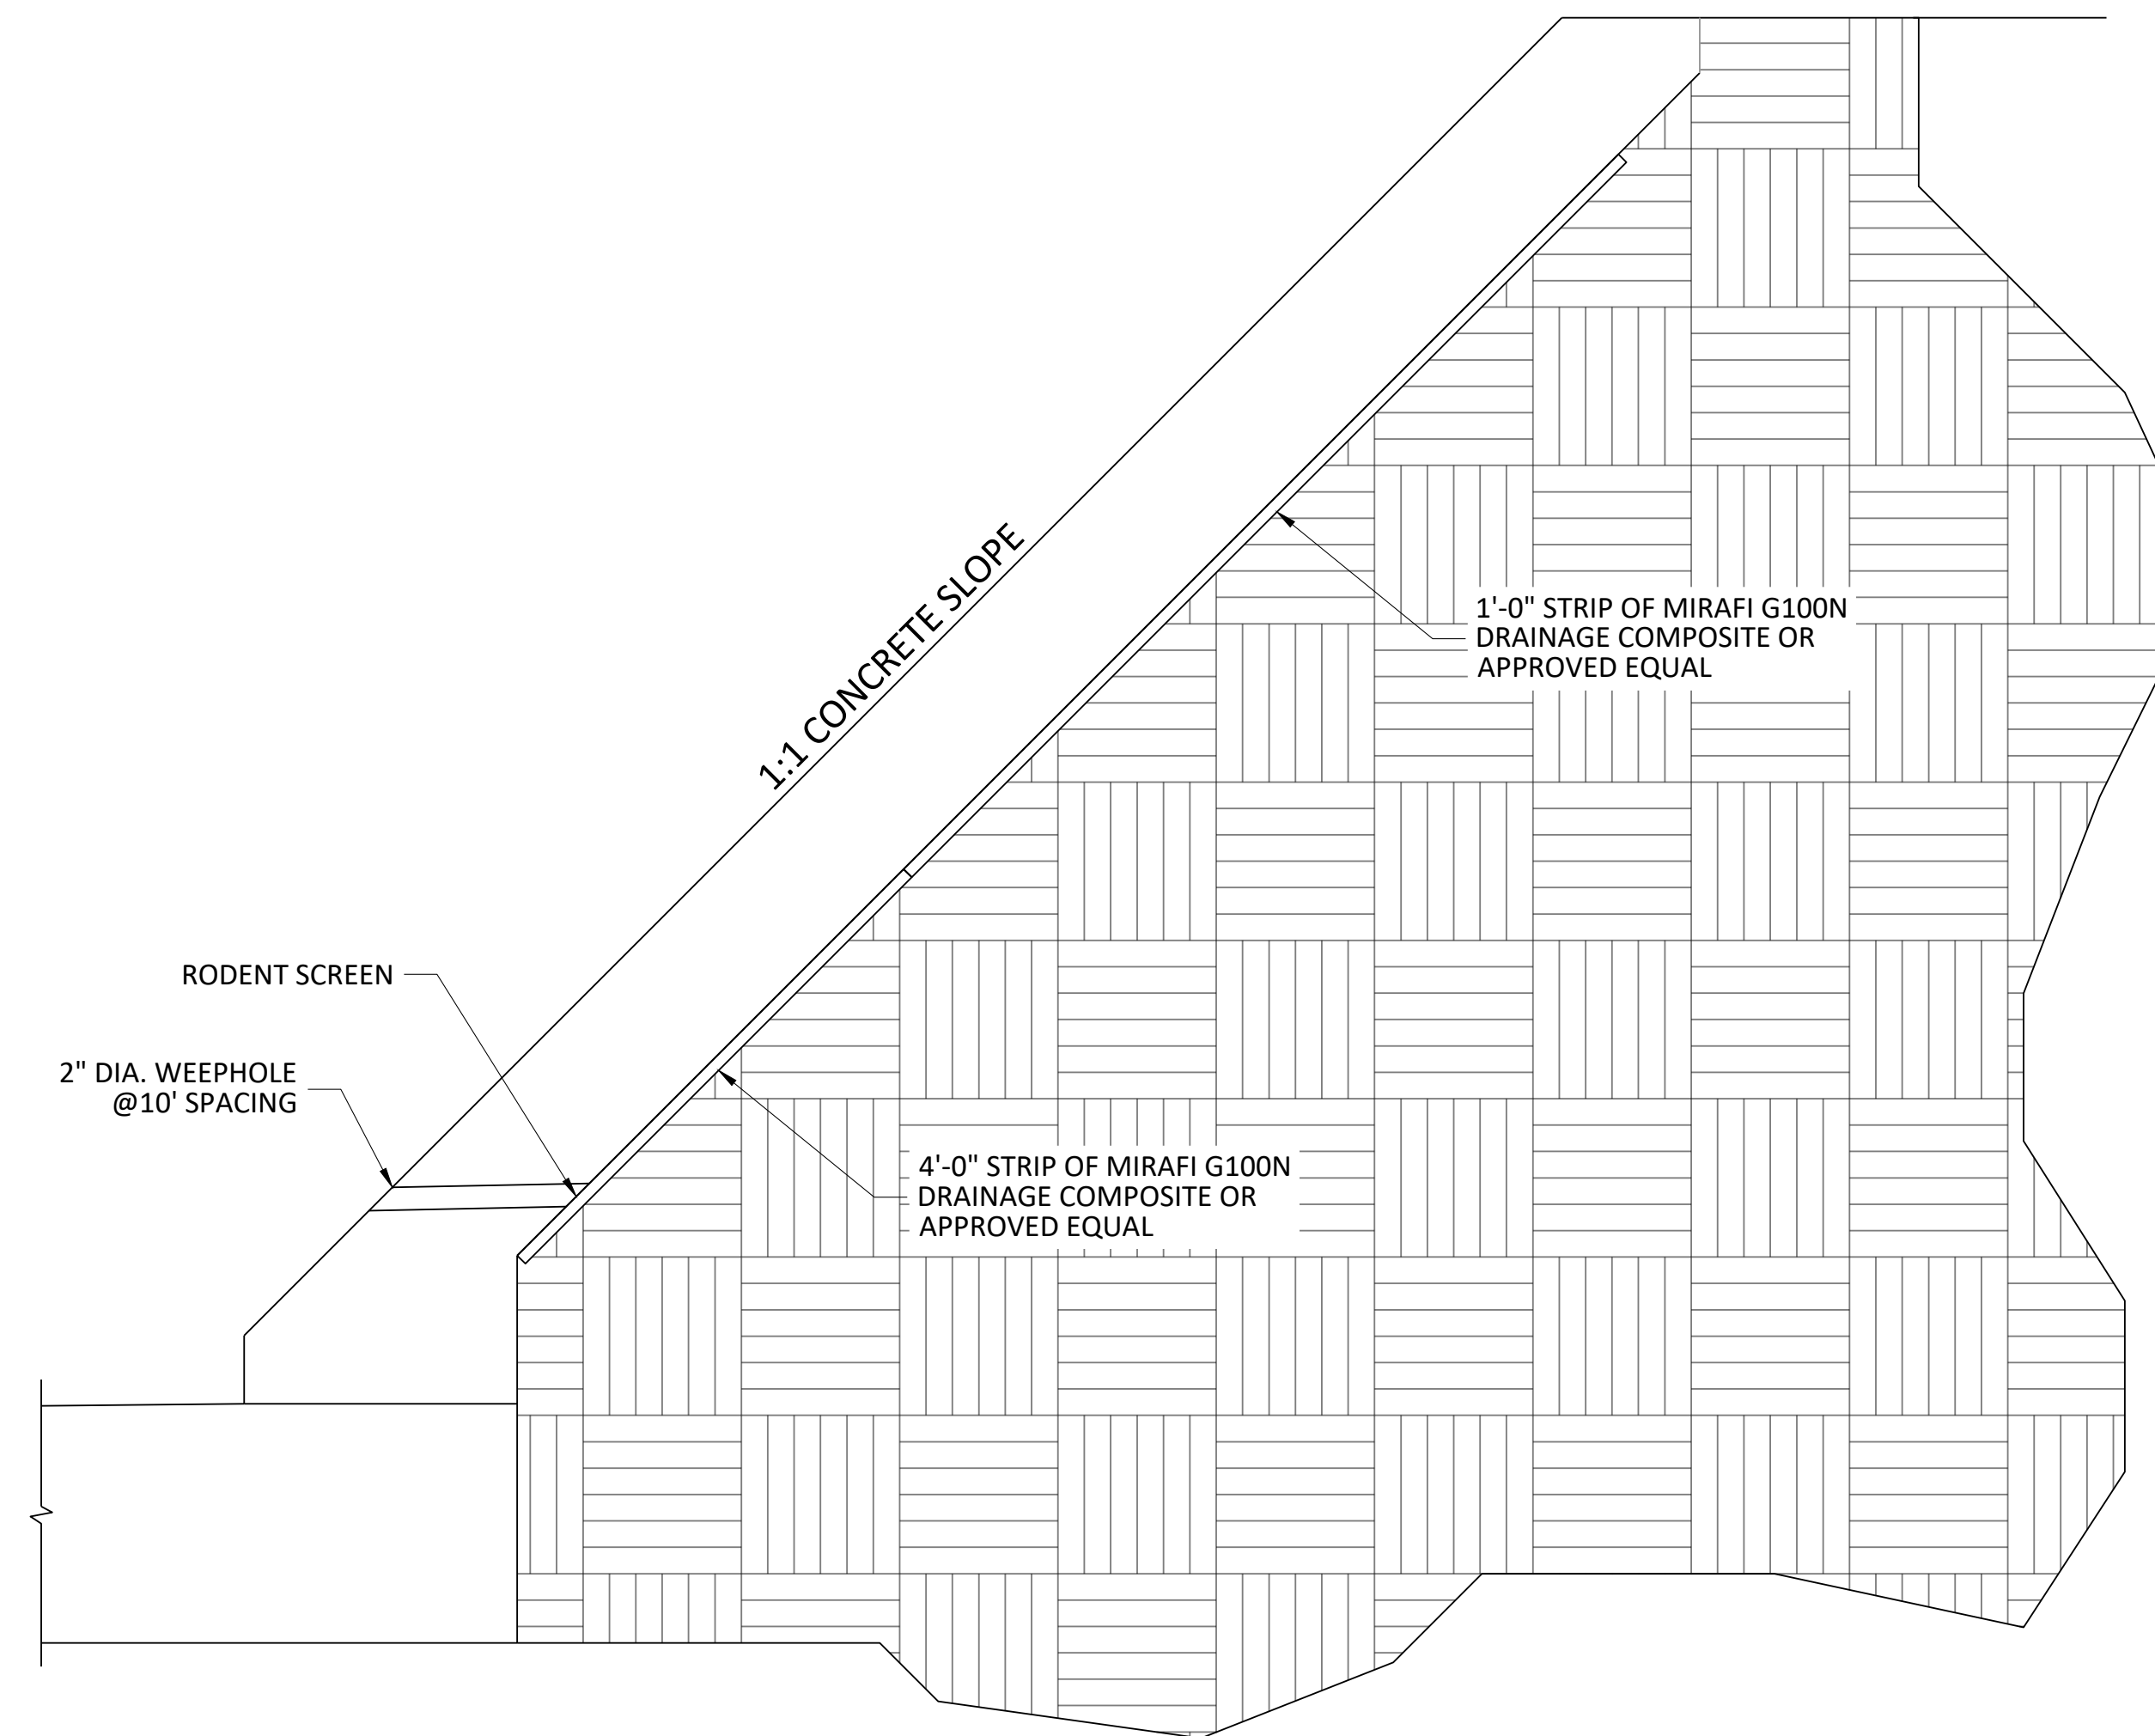 1:1 CONCRETE SLOPE
1'-0" STRIP OF MIRAFI G100N
DRAINAGE COMPOSITE OR
APPROVED EQUAL
RODENT SCREEN
2" DIA. WEEPHOLE
@10' SPACING
4'-0" STRIP OF MIRAFI G100N
DRAINAGE COMPOSITE OR
APPROVED EQUAL